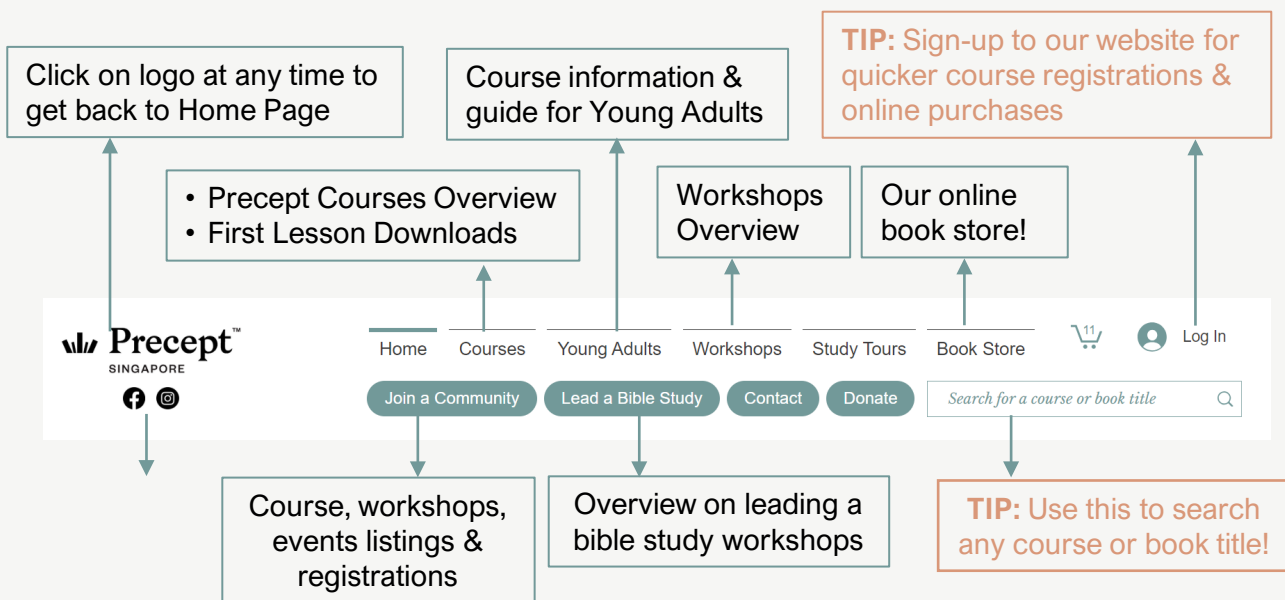 TIP: Sign-up to our website for
quicker course registrations &
online purchases
Click on logo at any time to
get back to Home Page
Course information &
guide for Young Adults
• Precept Courses Overview
• First Lesson Downloads
Workshops
Overview
Our online
book store!
Precept™
SINGAPORE
Home Courses Young Adults Workshops Study Tours Book Store 11 Log In
Join a Community Lead a Bible Study Contact Donate Search for a course or book title
Course, workshops,
events listings &
registrations
Overview on leading a
bible study workshops
TIP: Use this to search
any course or book title!